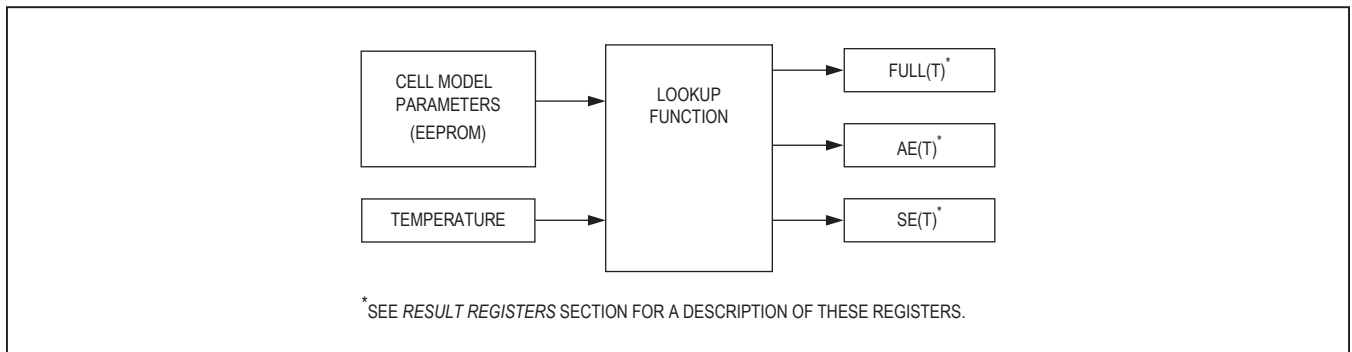 CELL MODEL
PARAMETERS
(EEPROM)
TEMPERATURE
LOOKUP
FUNCTION
FULL(T)*
AE(T)*
SE(T)*
*SEE RESULT REGISTERS SECTION FOR A DESCRIPTION OF THESE REGISTERS.